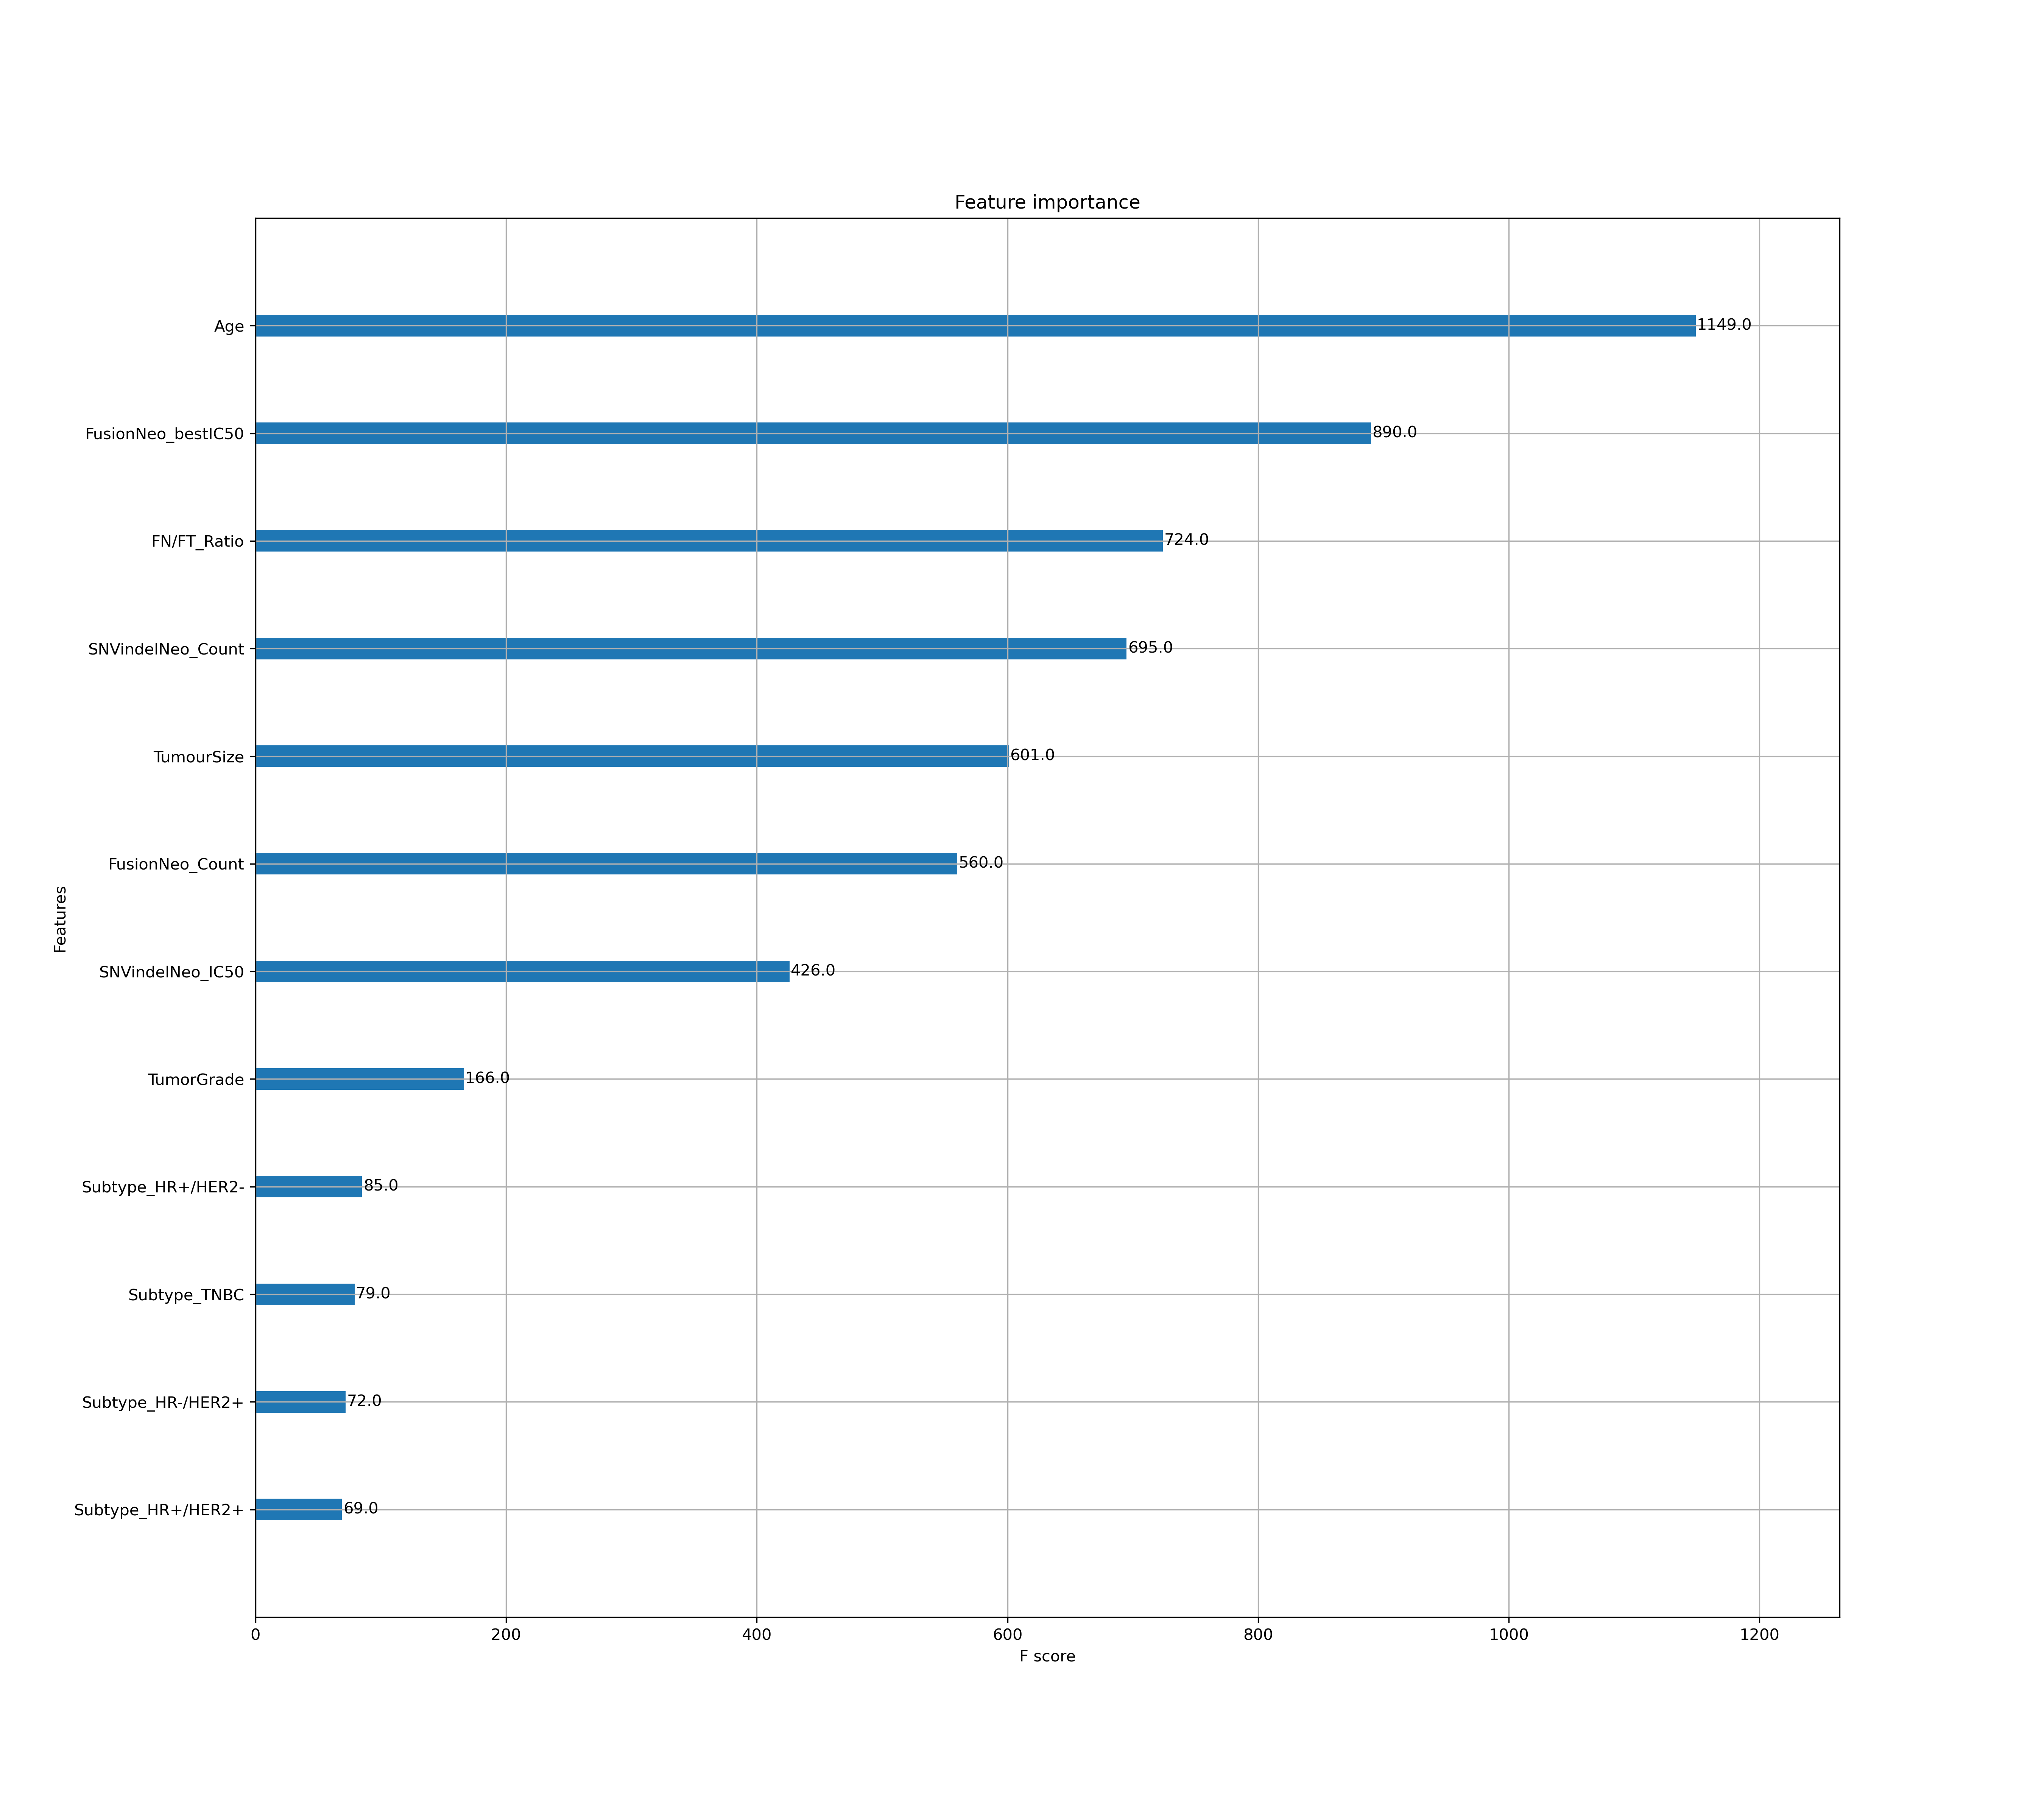 Feature importance
Age
1149.0
FusionNeo_bestIC50
890.0
FN/FT_Ratio
724.0
SNVindelNeo_Count
695.0
TumourSize
601.0
FusionNeo_Count
560.0
Features
SNVindelNeo_IC50
426.0
TumorGrade
166.0
Subtype_HR+/HER2-
85.0
Subtype_TNBC
79.0
Subtype_HR-/HER2+
72.0
Subtype_HR+/HER2+
69.0
0 200 400 600 800 1000 1200
F score